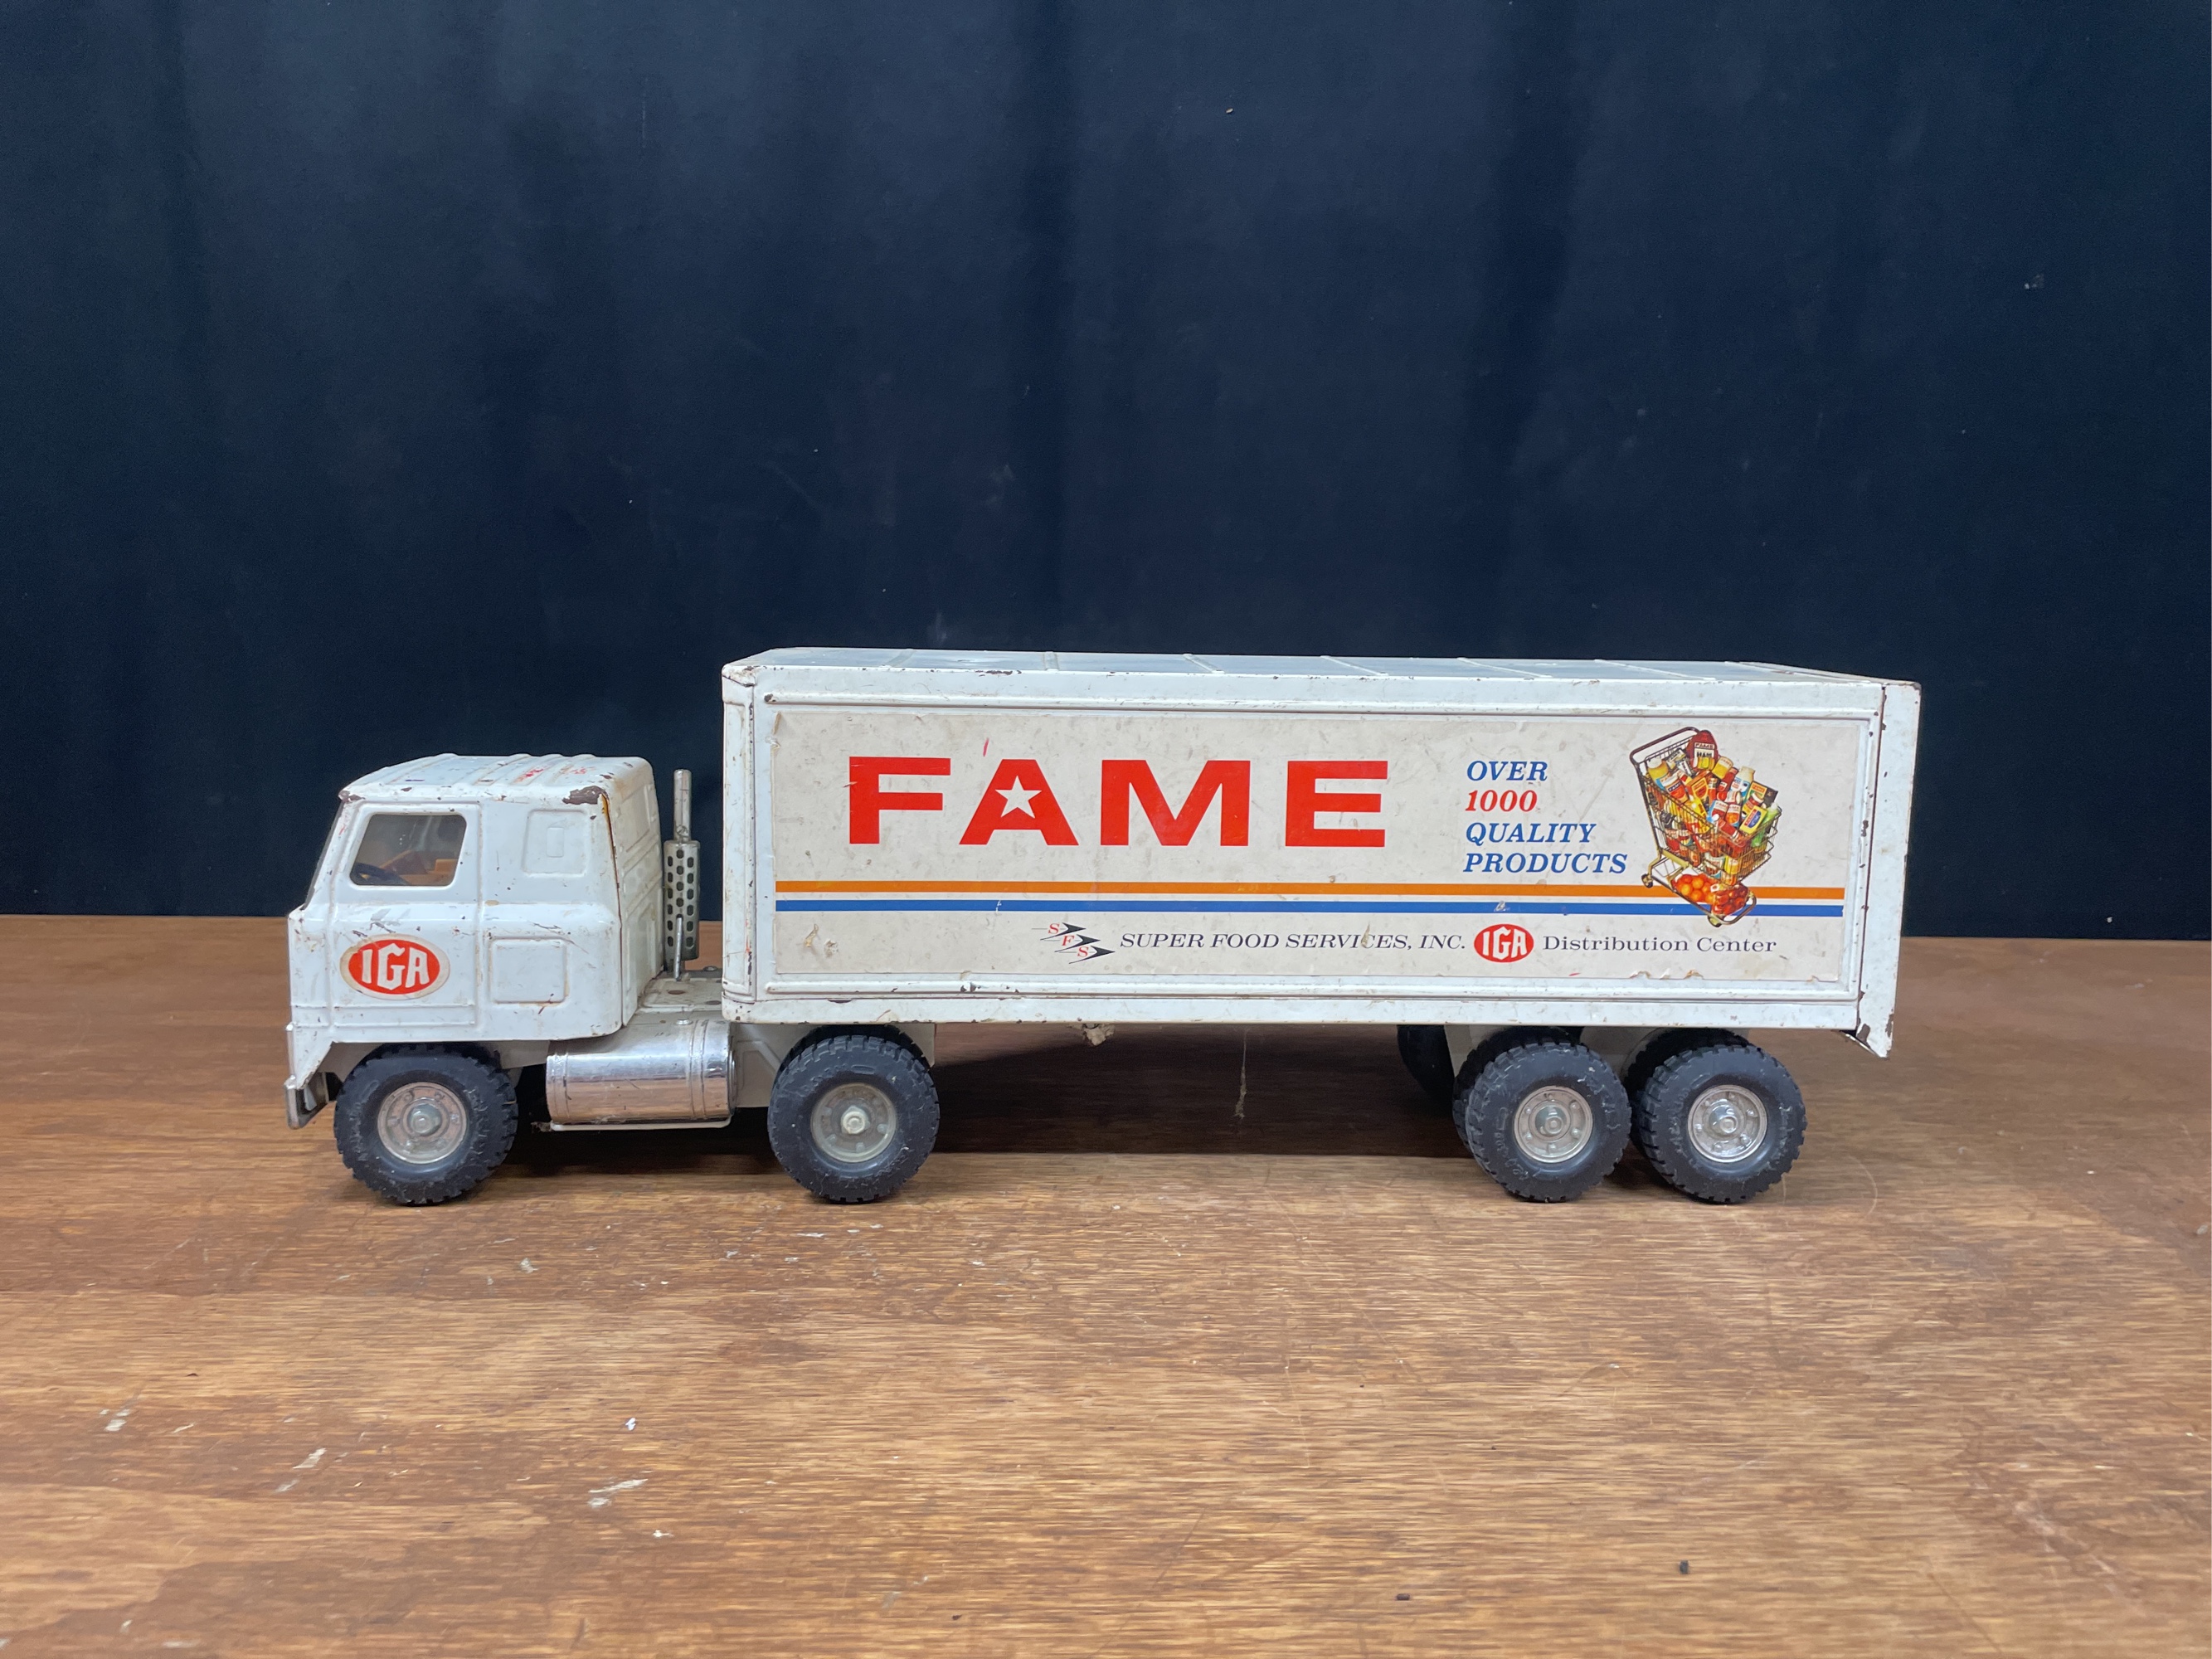 FAME
OVER
1000
QUALITY
PRODUCTS
IGA
SFS SUPER FOOD SERVICES, INC. IGA Distribution Center